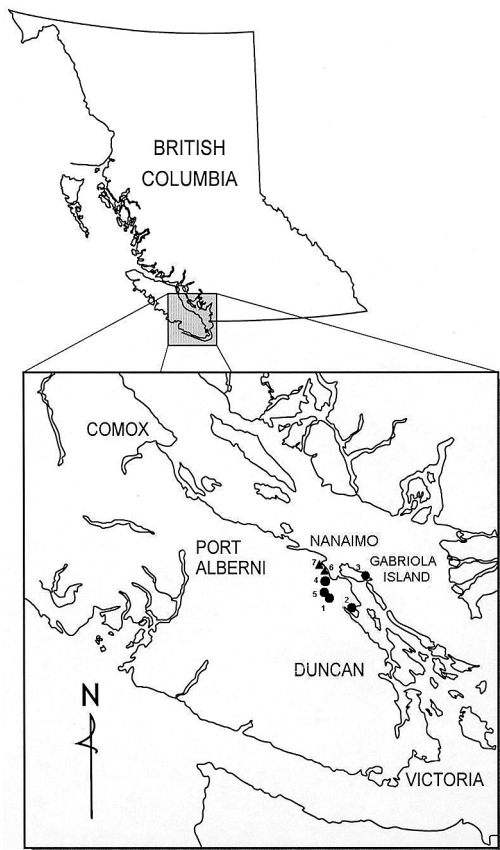 BRITISH
COLUMBIA
COMOX
NANAIMO
PORT
ALBERNI
GABRIOLA
ISLAND
7
6
3
4
5
1
2
DUNCAN
N
VICTORIA